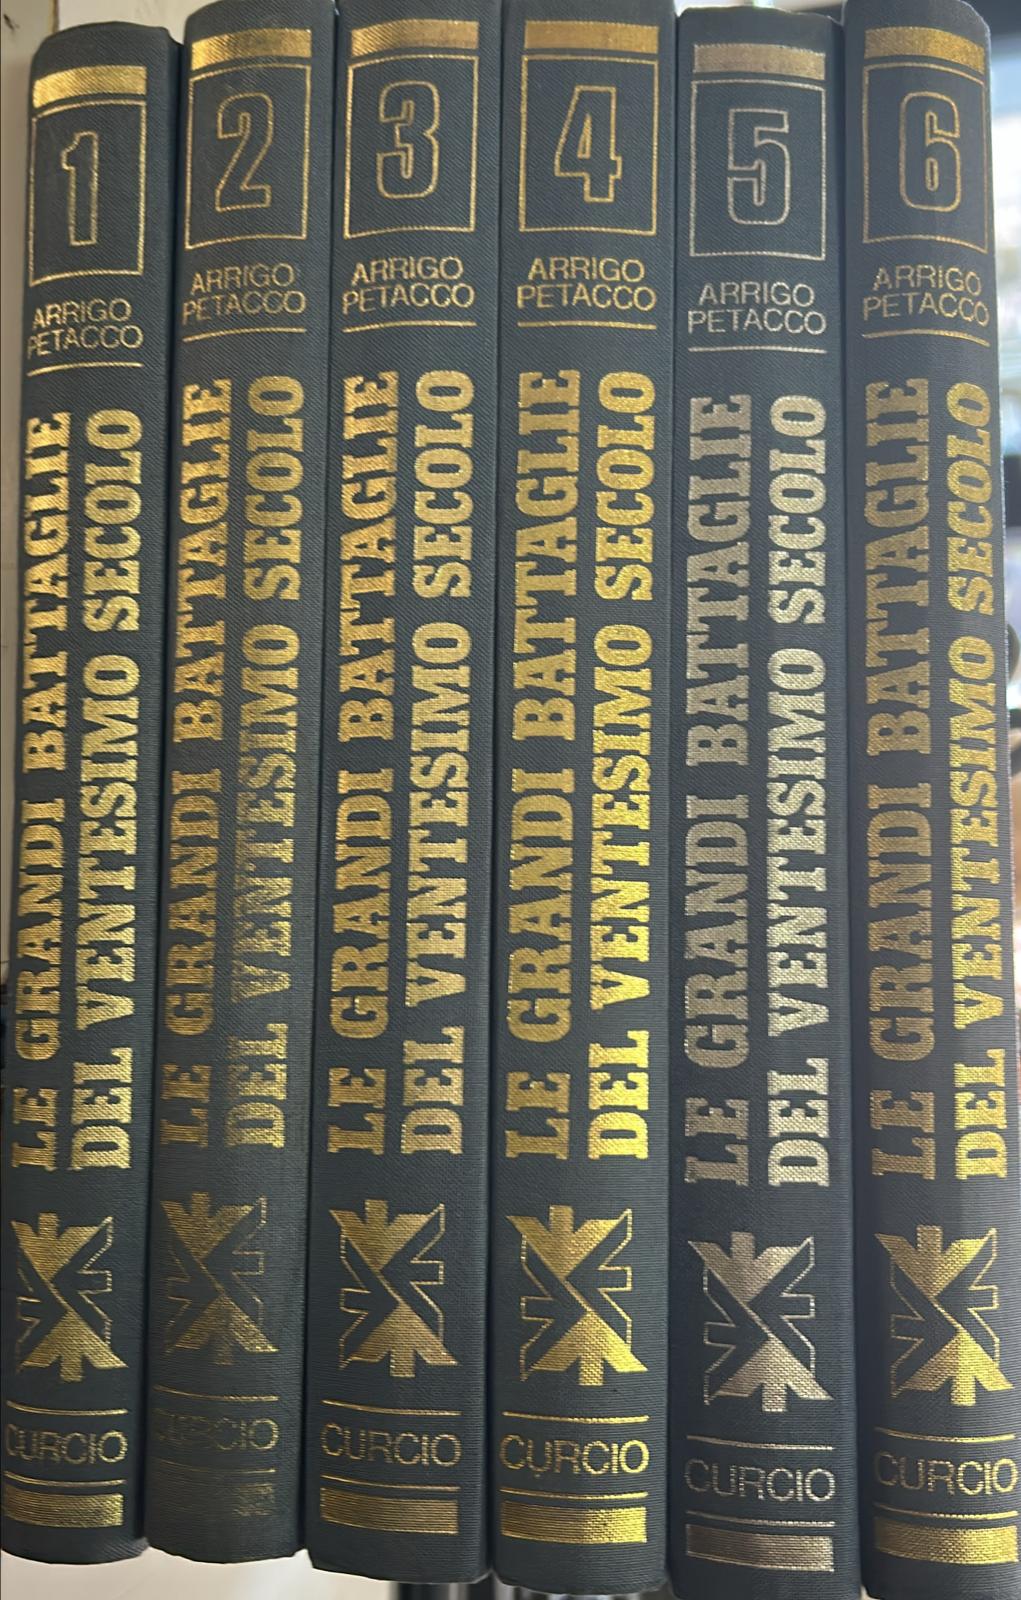 1
ARRIGO
PETACCO
LE GRANDI BATTAGLIE
DEL VENTESIMO SECOLO
CURCIO
2
ARRIGO
PETACCO
LE GRANDI BATTAGLIE
DEL VENTESIMO SECOLO
CURCIO
3
ARRIGO
PETACCO
LE GRANDI BATTAGLIE
DEL VENTESIMO SECOLO
CURCIO
4
ARRIGO
PETACCO
LE GRANDI BATTAGLIE
DEL VENTESIMO SECOLO
CURCIO
5
ARRIGO
PETACCO
LE GRANDI BATTAGLIE
DEL VENTESIMO SECOLO
CURCIO
6
ARRIGO
PETACCO
LE GRANDI BATTAGLIE
DEL VENTESIMO SECOLO
CURCIO